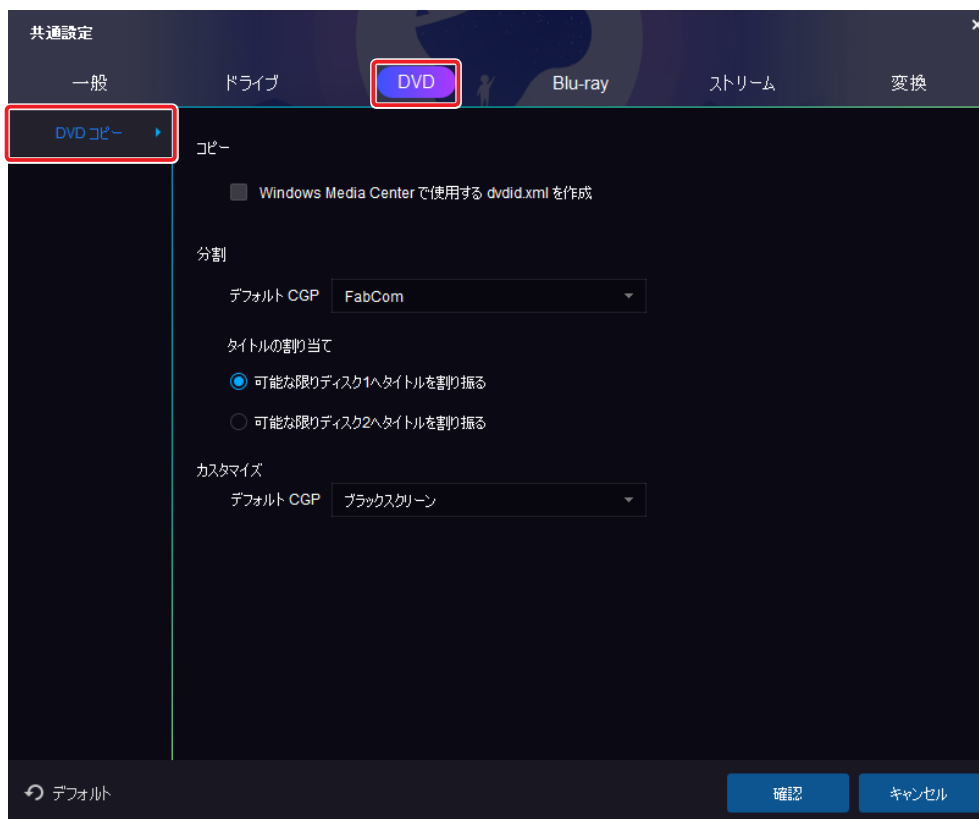 共通設定
一般 ドライブ DVD Blu-ray ストリーム 変換
DVD コピー
コピー
Windows Media Center で使用する dvdid.xml を作成
分割
デフォルト CGP FabCom
タイトルの割り当て
可能な限りディスク1へタイトルを割り振る
可能な限りディスク2へタイトルを割り振る
カスタマイズ
デフォルト CGP ブラックスクリーン
デフォルト 確認 キャンセル